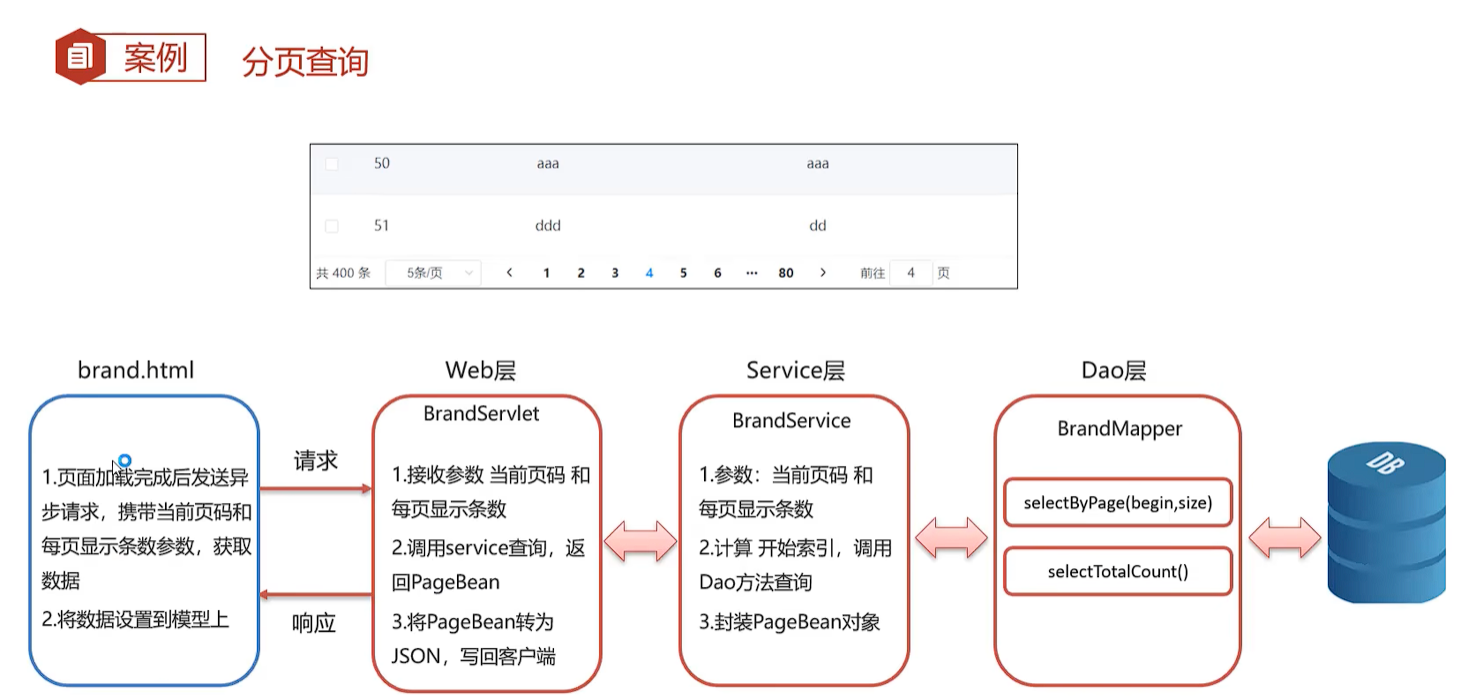 案例
分页查询
50 aaa aaa
51 ddd dd
共 400 条 5条/页 < 1 2 3 4 5 6 ··· 80 > 前往 4 页
brand.html
1.页面加载完成后发送异
步请求，携带当前页码和
每页显示条数参数，获取
数据
2.将数据设置到模型上
请求
响应
Web层
BrandServlet
1.接收参数 当前页码 和
每页显示条数
2.调用service查询，返
回PageBean
3.将PageBean转为
JSON，写回客户端
Service层
BrandService
1.参数：当前页码 和
每页显示条数
2.计算 开始索引，调用
Dao方法查询
3.封装PageBean对象
Dao层
BrandMapper
selectByPage(begin,size)
selectTotalCount()
DB